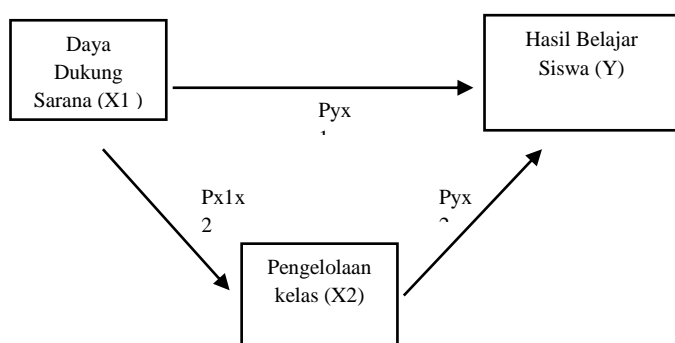 Daya
Dukung
Sarana (X1 )
Hasil Belajar
Siswa (Y)
Pyx
Px1x
2
Pyx
Pengelolaan
kelas (X2)